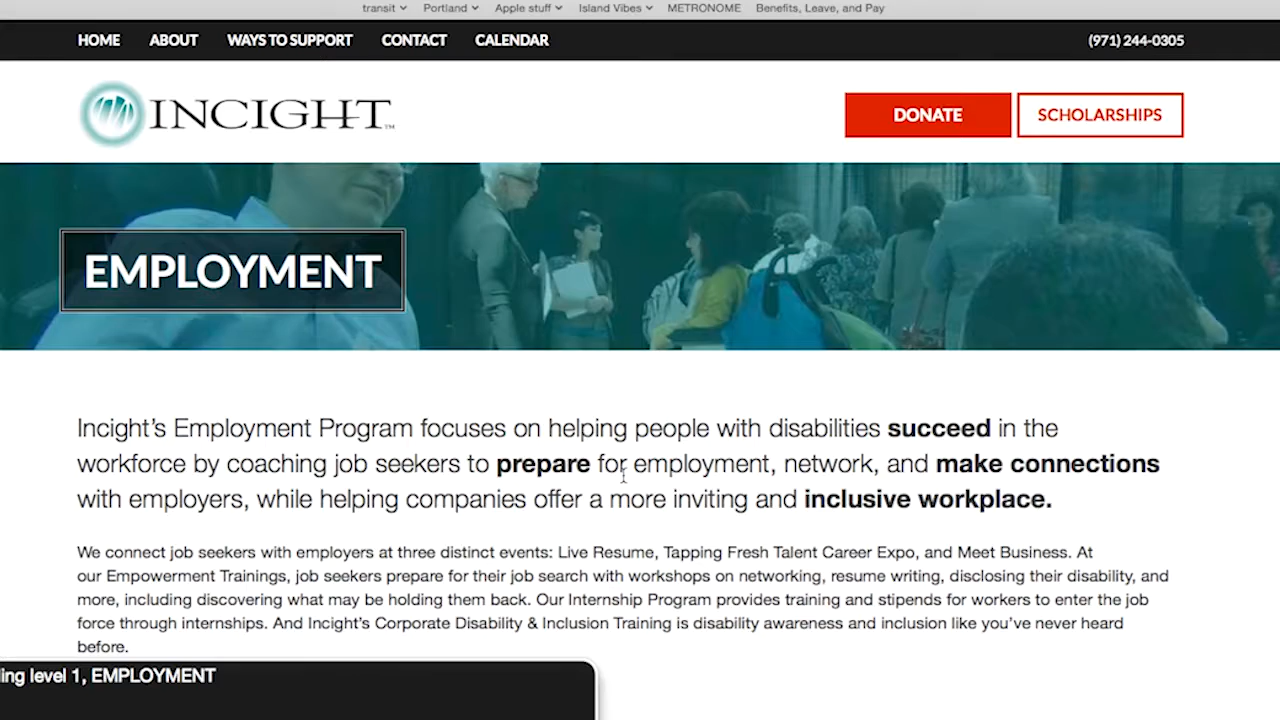 transit Portland Apple stuff Island Vibes METRONOME Benefits, Leave, and Pay
HOME ABOUT WAYS TO SUPPORT CONTACT CALENDAR (971) 244-0305
INCIGHT™ DONATE SCHOLARSHIPS
EMPLOYMENT
Incight's Employment Program focuses on helping people with disabilities succeed in the
workforce by coaching job seekers to prepare for employment, network, and make connections
with employers, while helping companies offer a more inviting and inclusive workplace.
We connect job seekers with employers at three distinct events: Live Resume, Tapping Fresh Talent Career Expo, and Meet Business. At
our Empowerment Trainings, job seekers prepare for their job search with workshops on networking, resume writing, disclosing their disability, and
more, including discovering what may be holding them back. Our Internship Program provides training and stipends for workers to enter the job
force through internships. And Incight's Corporate Disability & Inclusion Training is disability awareness and inclusion like you've never heard
before.
ing level 1, EMPLOYMENT